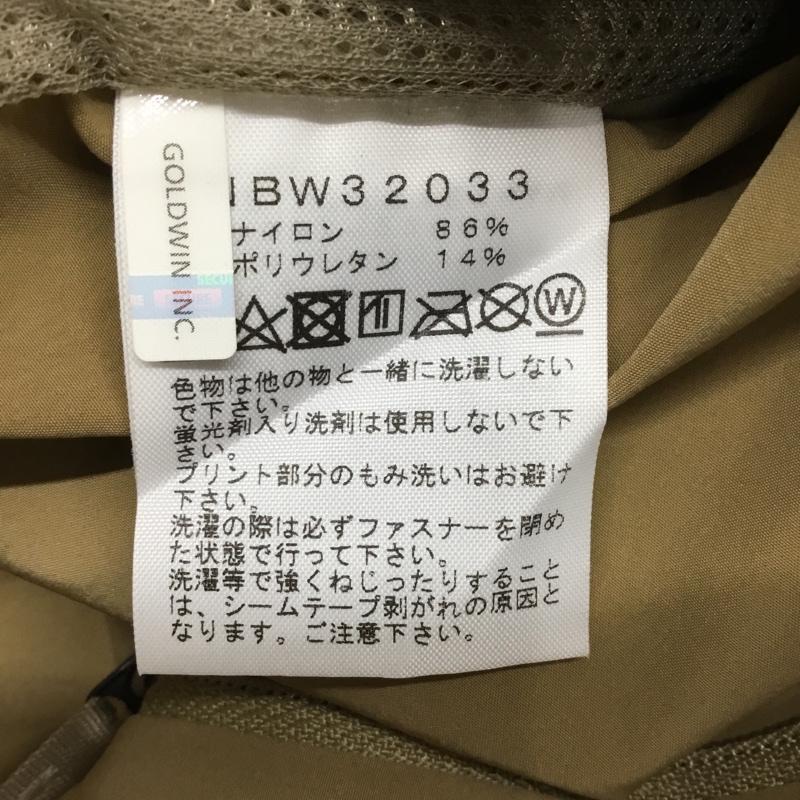 GOLDWIN INC.
SECU
IBW32033
ナイロン 86%
ポリウレタン 14%
W
色物は他の物と一緒に洗濯しない
で下さい。
蛍光剤入り洗剤は使用しないで下
さい。
プリント部分のもみ洗いはお避け
下さい。
洗濯の際は必ずファスナーを閉め
た状態で行って下さい。
洗濯等で強くねじったりすること
は、シームテープ剥がれの原因と
なります。ご注意下さい。